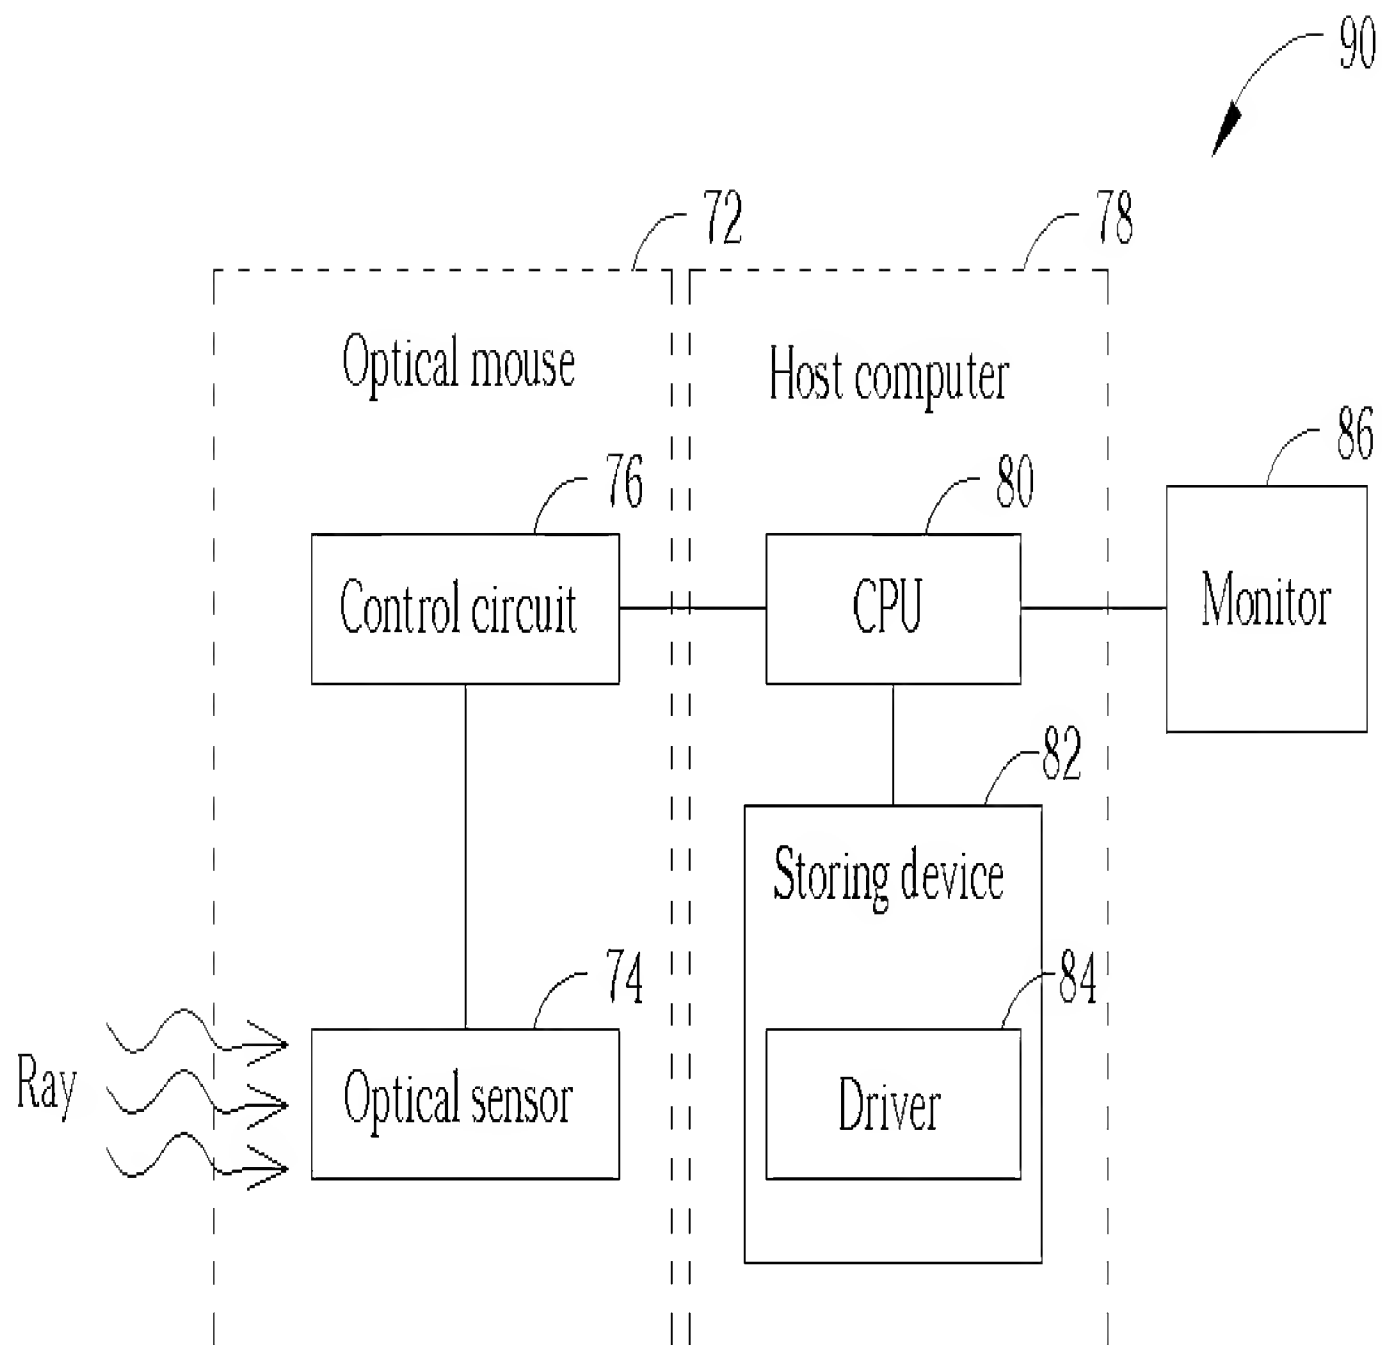 90
72
78
Optical mouse
Host computer
86
76
80
Control circuit
CPU
Monitor
82
Storing device
74
84
Ray
Optical sensor
Driver